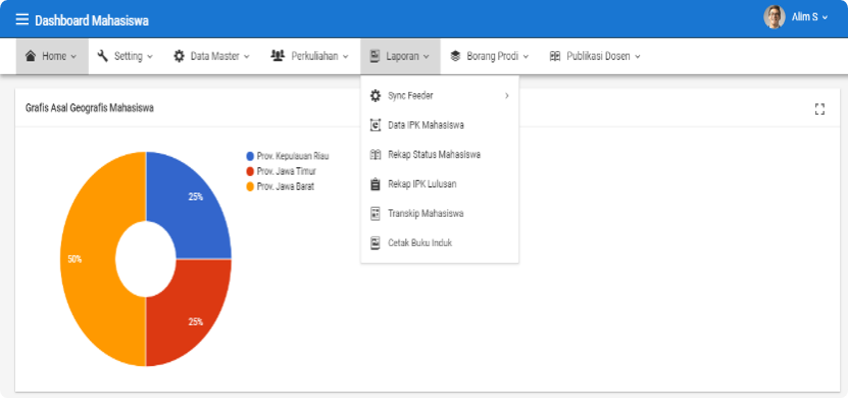 Dashboard Mahasiswa
Alim S
Home
Setting
Data Master
Perkuliahan
Laporan
Borang Prodi
Publikasi Dosen
Sync Feeder
Data IPK Mahasiswa
Rekap Status Mahasiswa
Rekap IPK Lulusan
Transkip Mahasiswa
Cetak Buku Induk
Grafis Asal Geografis Mahasiswa
Prov. Kepulauan Riau
Prov. Jawa Timur
Prov. Jawa Barat
25%
50%
25%